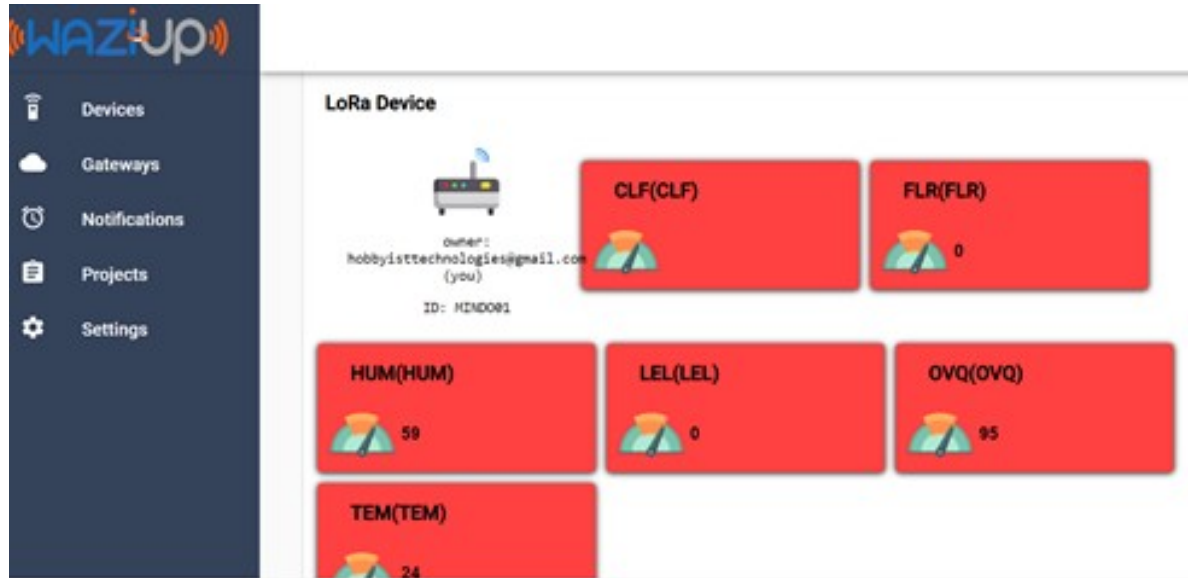 WAZIUP
Devices
Gateways
Notifications
Projects
Settings
LoRa Device
owner:
hobbyisttechnologies@gmail.com
(you)
ID: MINDO01
CLF(CLF)
FLR(FLR)
0
HUM(HUM)
59
LEL(LEL)
0
OVQ(OVQ)
95
TEM(TEM)
24